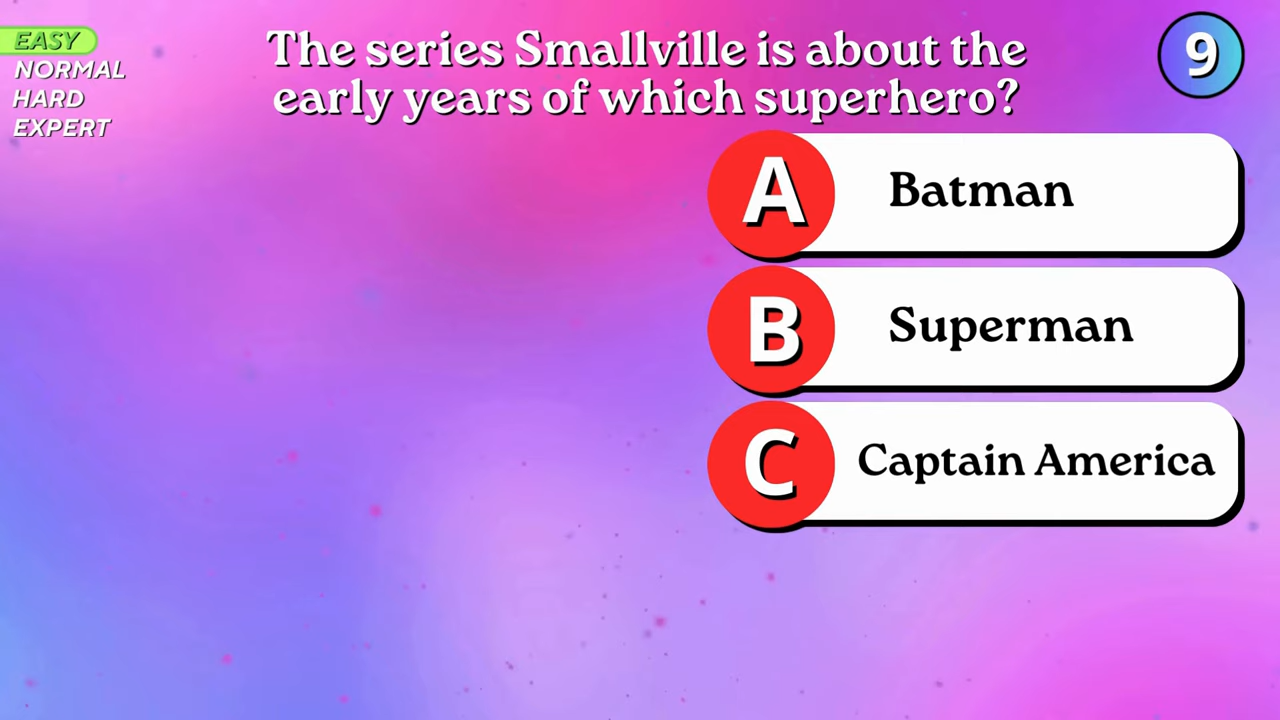 EASY
NORMAL
HARD
EXPERT
The series Smallville is about the
early years of which superhero?
9
A Batman
B Superman
C Captain America